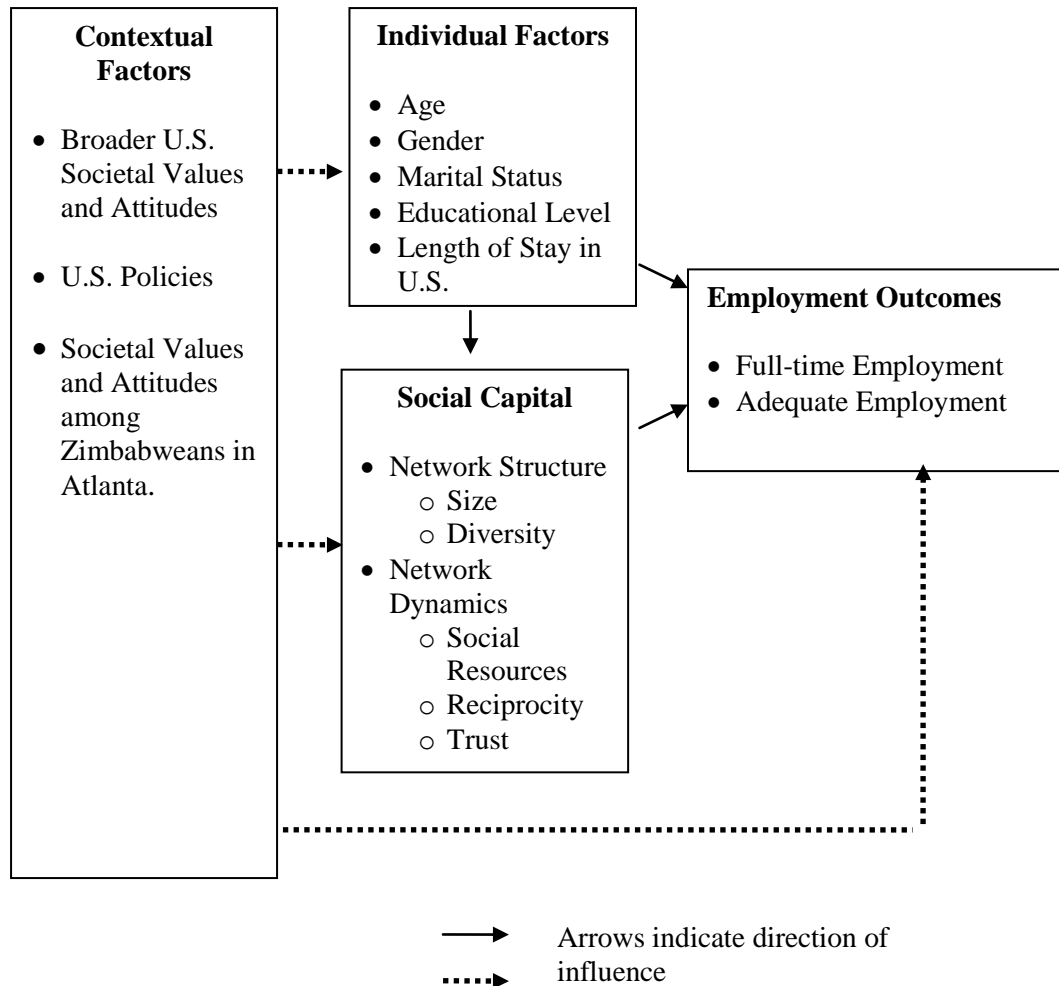 Contextual
Factors
• Broader U.S.
Societal Values
and Attitudes
• U.S. Policies
• Societal Values
and Attitudes
among
Zimbabweans in
Atlanta.
Individual Factors
• Age
• Gender
• Marital Status
• Educational Level
• Length of Stay in
U.S.
Social Capital
• Network Structure
o Size
o Diversity
• Network
Dynamics
o Social
Resources
o Reciprocity
o Trust
Employment Outcomes
• Full-time Employment
• Adequate Employment
Arrows indicate direction of
influence